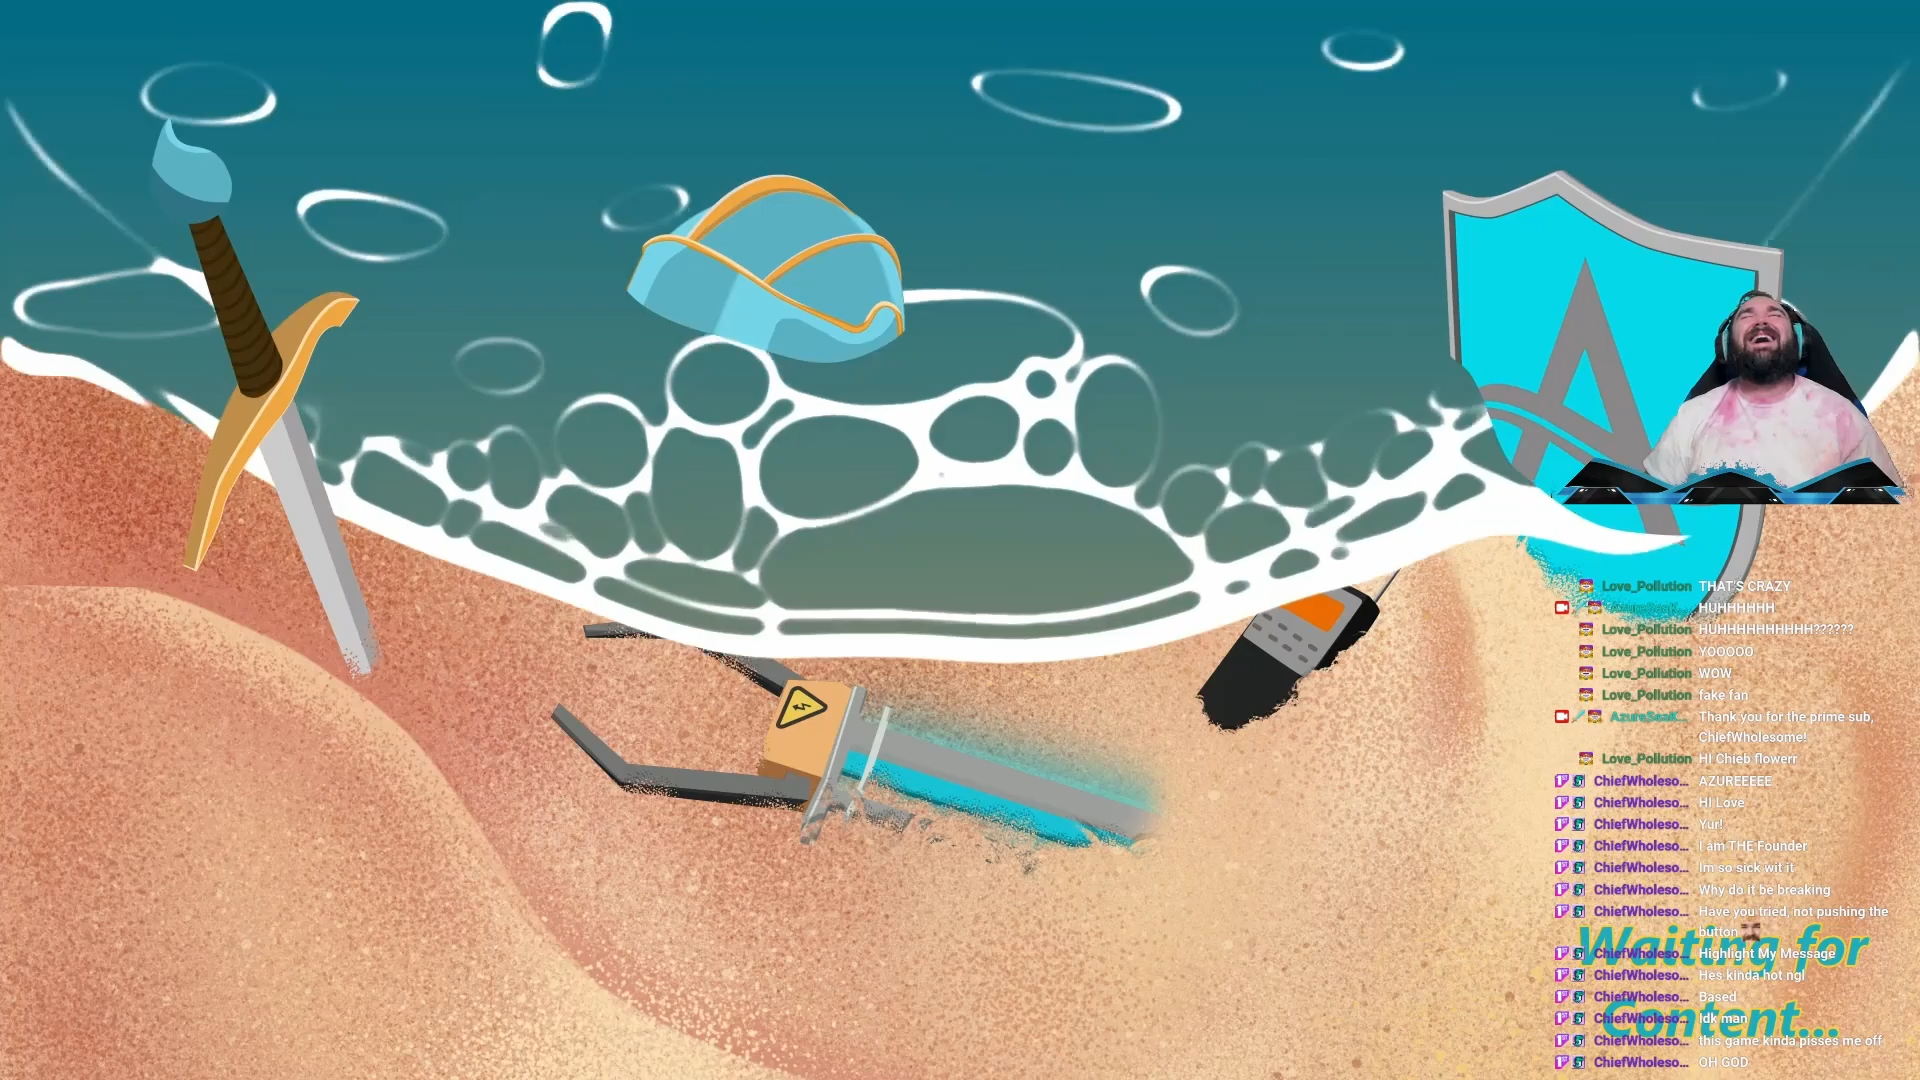 Love_Pollution THAT'S CRAZY
AzureSeaK... HUHHHHHH
Love_Pollution HUHHHHHHHHHH??????
Love_Pollution YOOOOO
Love_Pollution WOW
Love_Pollution fake fan
AzureSeaK... Thank you for the prime sub,
ChiefWholesome!
Love_Pollution HI Chieb flowerr
ChiefWholeso... AZUREEEEE
ChiefWholeso... HI Love
ChiefWholeso... Yur!
ChiefWholeso... I am THE Founder
ChiefWholeso... Im so sick wit it
ChiefWholeso... Why do it be breaking
ChiefWholeso... Have you tried, not pushing the
button
Waiting for
ChiefWholeso... Highlight My Message
ChiefWholeso... Hes kinda hot ngl
ChiefWholeso... Based
Content...
ChiefWholeso... Idk man
ChiefWholeso... this game kinda pisses me off
ChiefWholeso... OH GOD